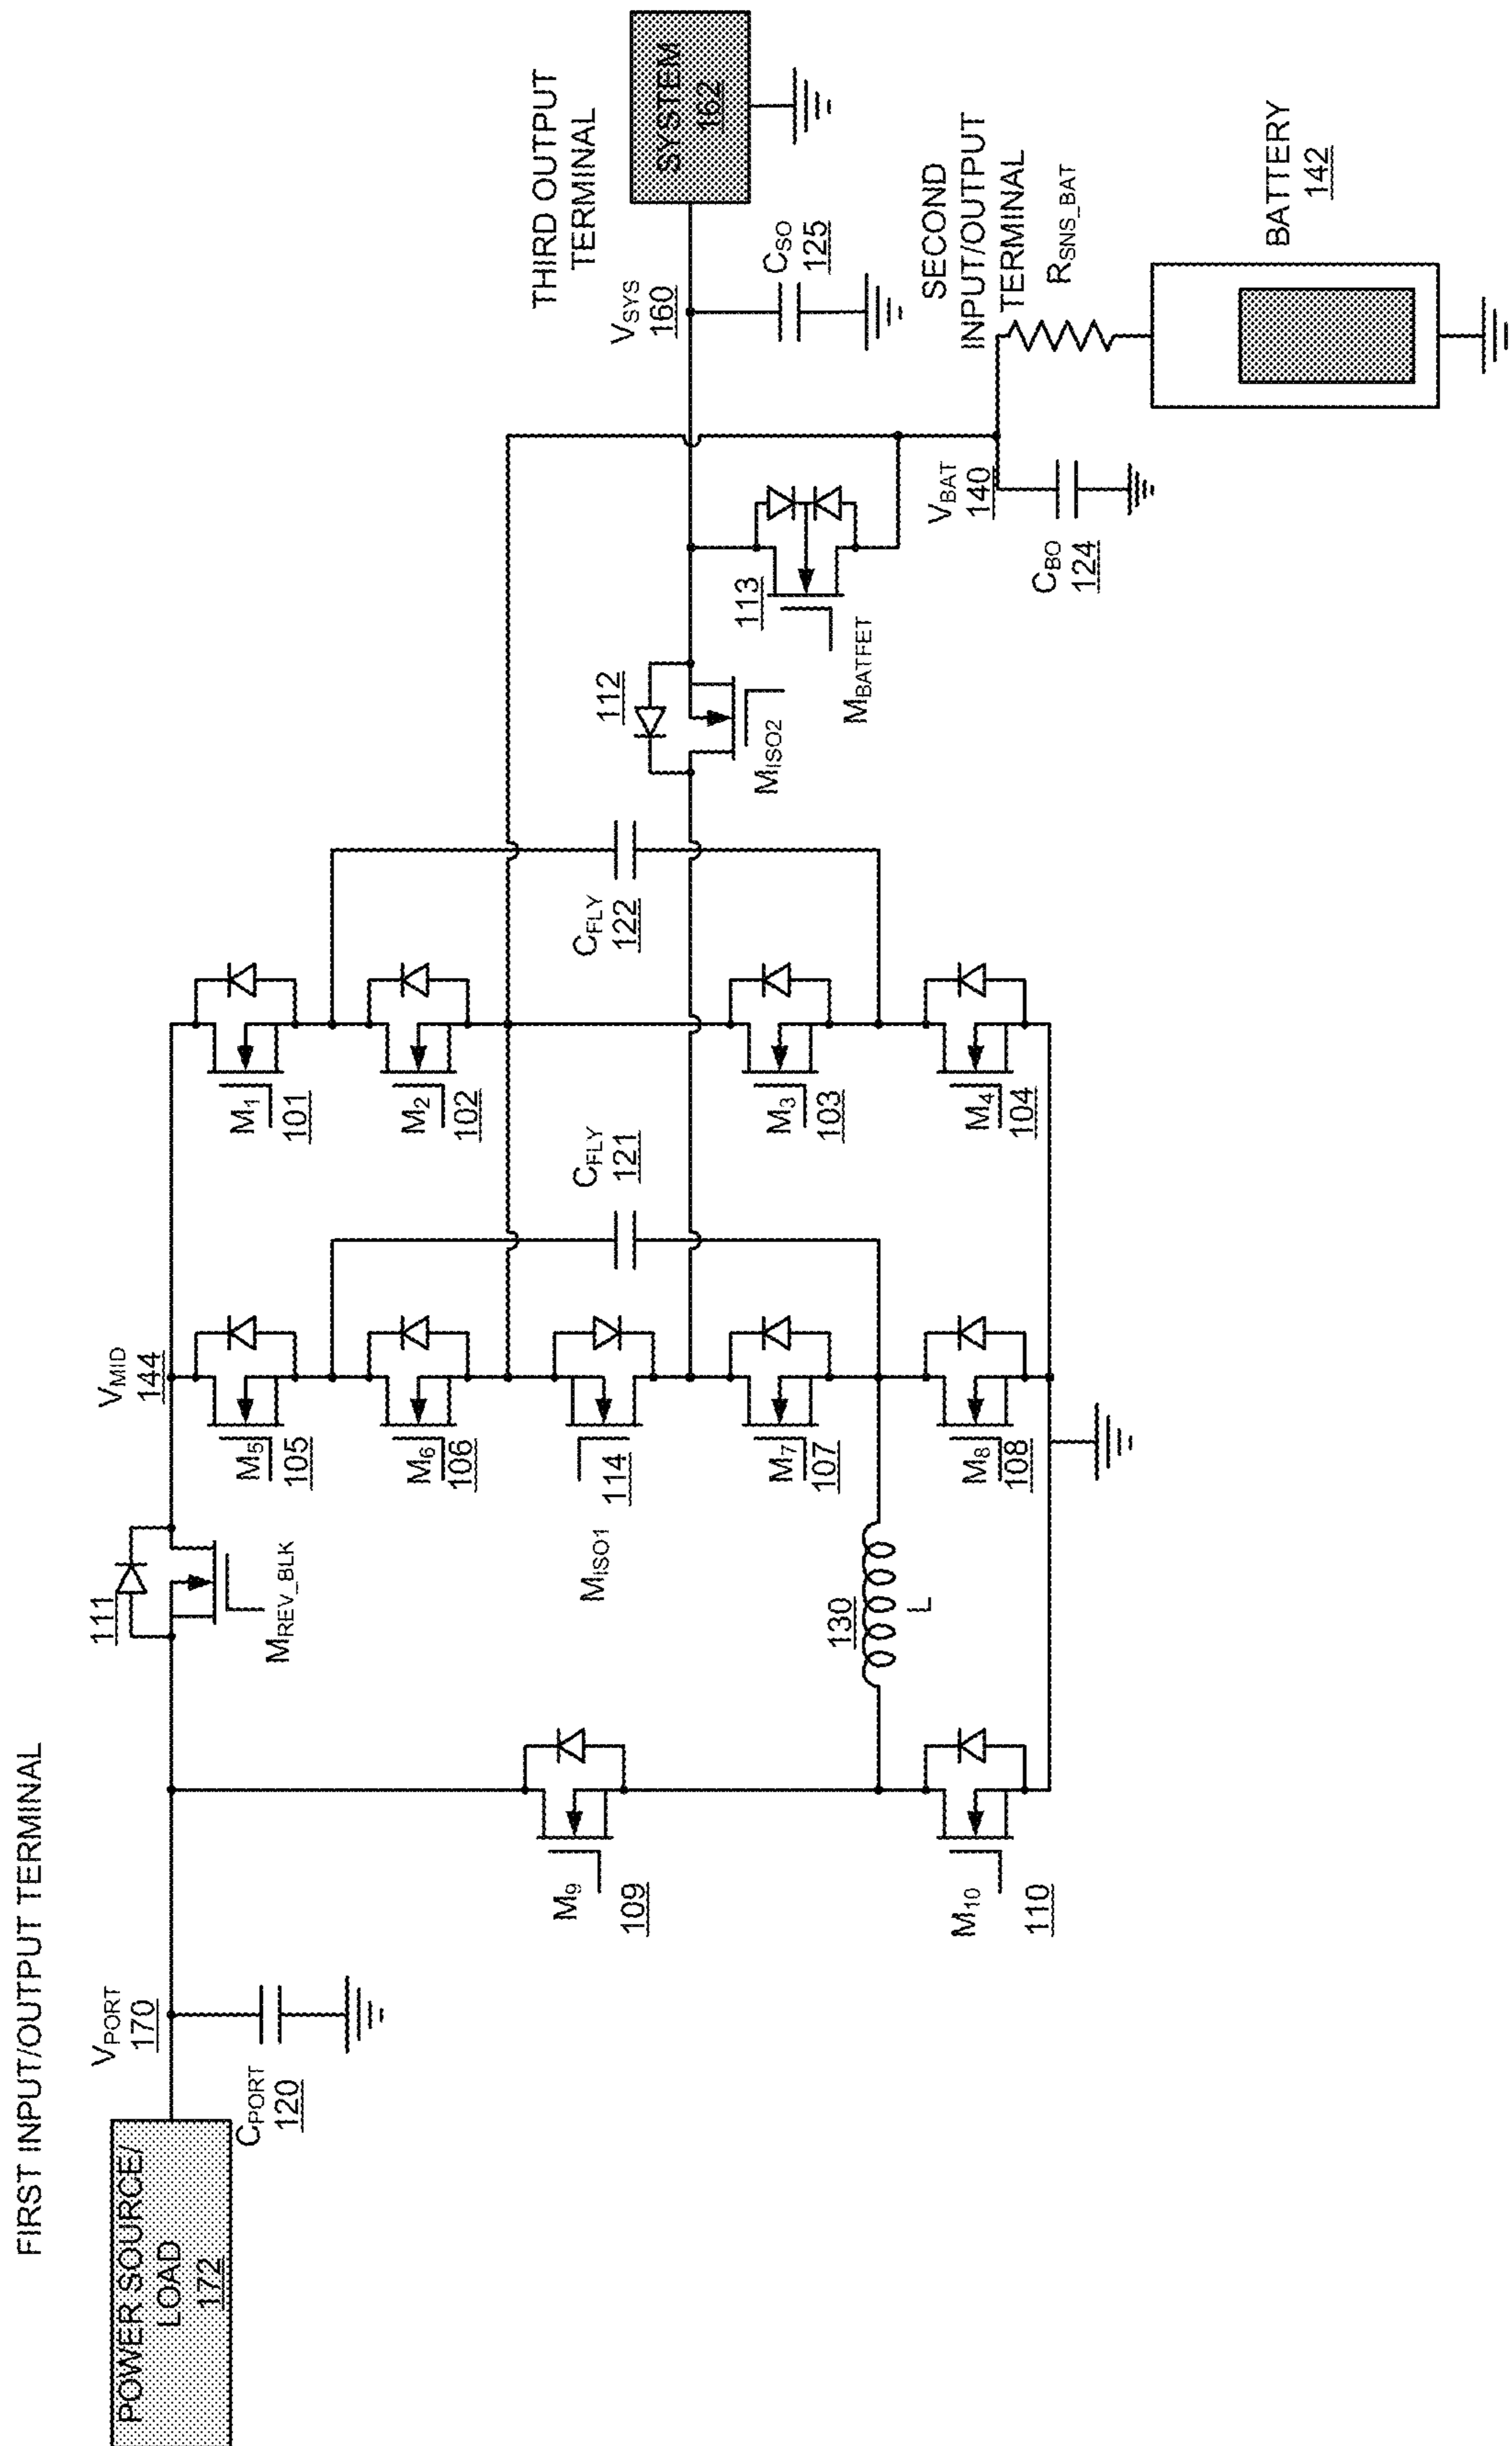 FIRST INPUT/OUTPUT TERMINAL
POWER SOURCE/
LOAD
172
VPORT
170
CPORT
120
111
MREV_BLK
VMID
144
M9
109
M10
110
130
L
M5
105
M6
106
MISO1
114
M7
107
M8
108
CFLY
121
M1
101
M2
102
M3
103
M4
104
CFLY
122
112
MISO2
113
MBATFET
VSYS
160
THIRD OUTPUT
TERMINAL
SYSTEM
162
CSO
125
VBAT
140
CBO
124
SECOND
INPUT/OUTPUT
TERMINAL
RSNS_BAT
BATTERY
142